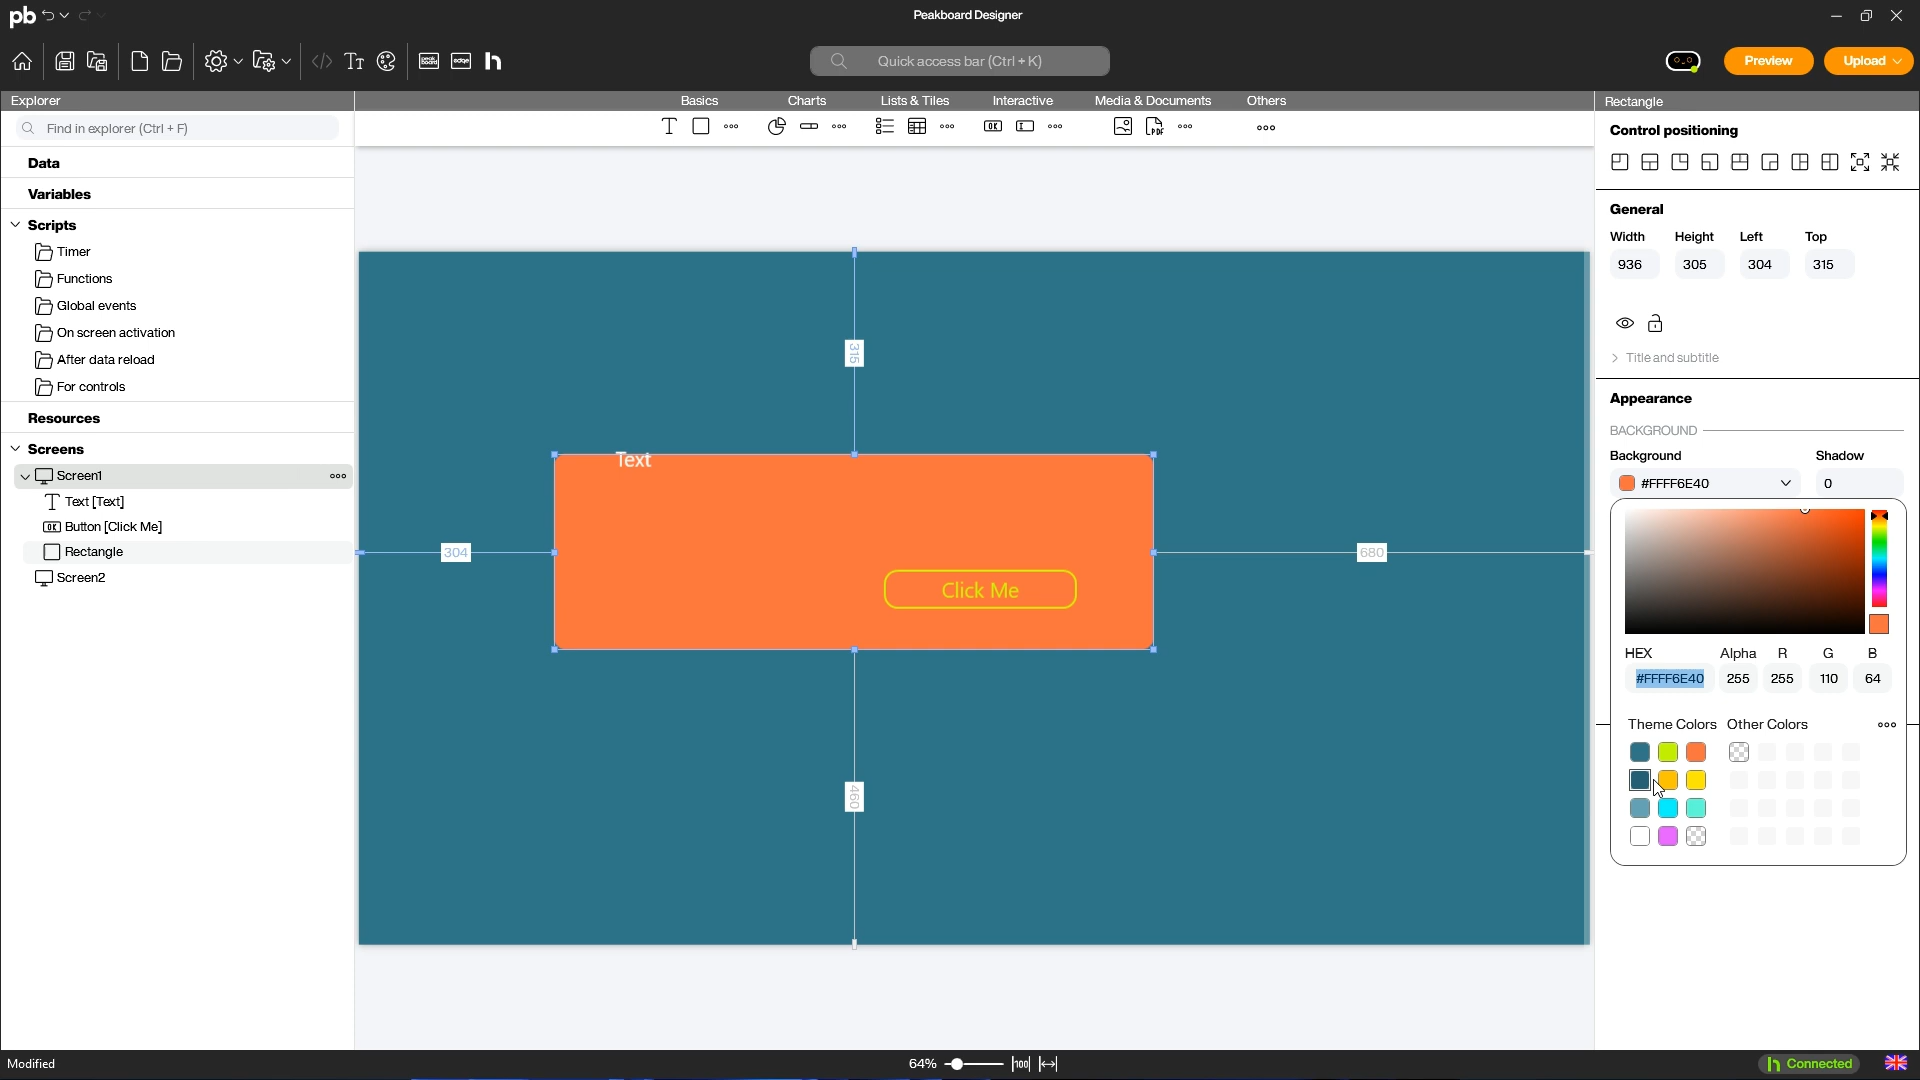 pb
Peakboard Designer
Quick access bar (Ctrl + K)
Preview
Upload
Explorer
Basics
Charts
Lists & Tiles
Interactive
Media & Documents
Others
Rectangle
Find in explorer (Ctrl + F)
Data
Variables
Scripts
Timer
Functions
Global events
On screen activation
After data reload
For controls
Resources
Screens
Screen1
Text [Text]
Button [Click Me]
Rectangle
Screen2
315
Text
304
680
Click Me
460
Control positioning
General
Width Height Left Top
936 305 304 315
Title and subtitle
Appearance
BACKGROUND
Background Shadow
#FFFF6E40 0
HEX Alpha R G B
#FFFF6E40 255 255 110 64
Theme Colors Other Colors
Modified
64%
100
Connected